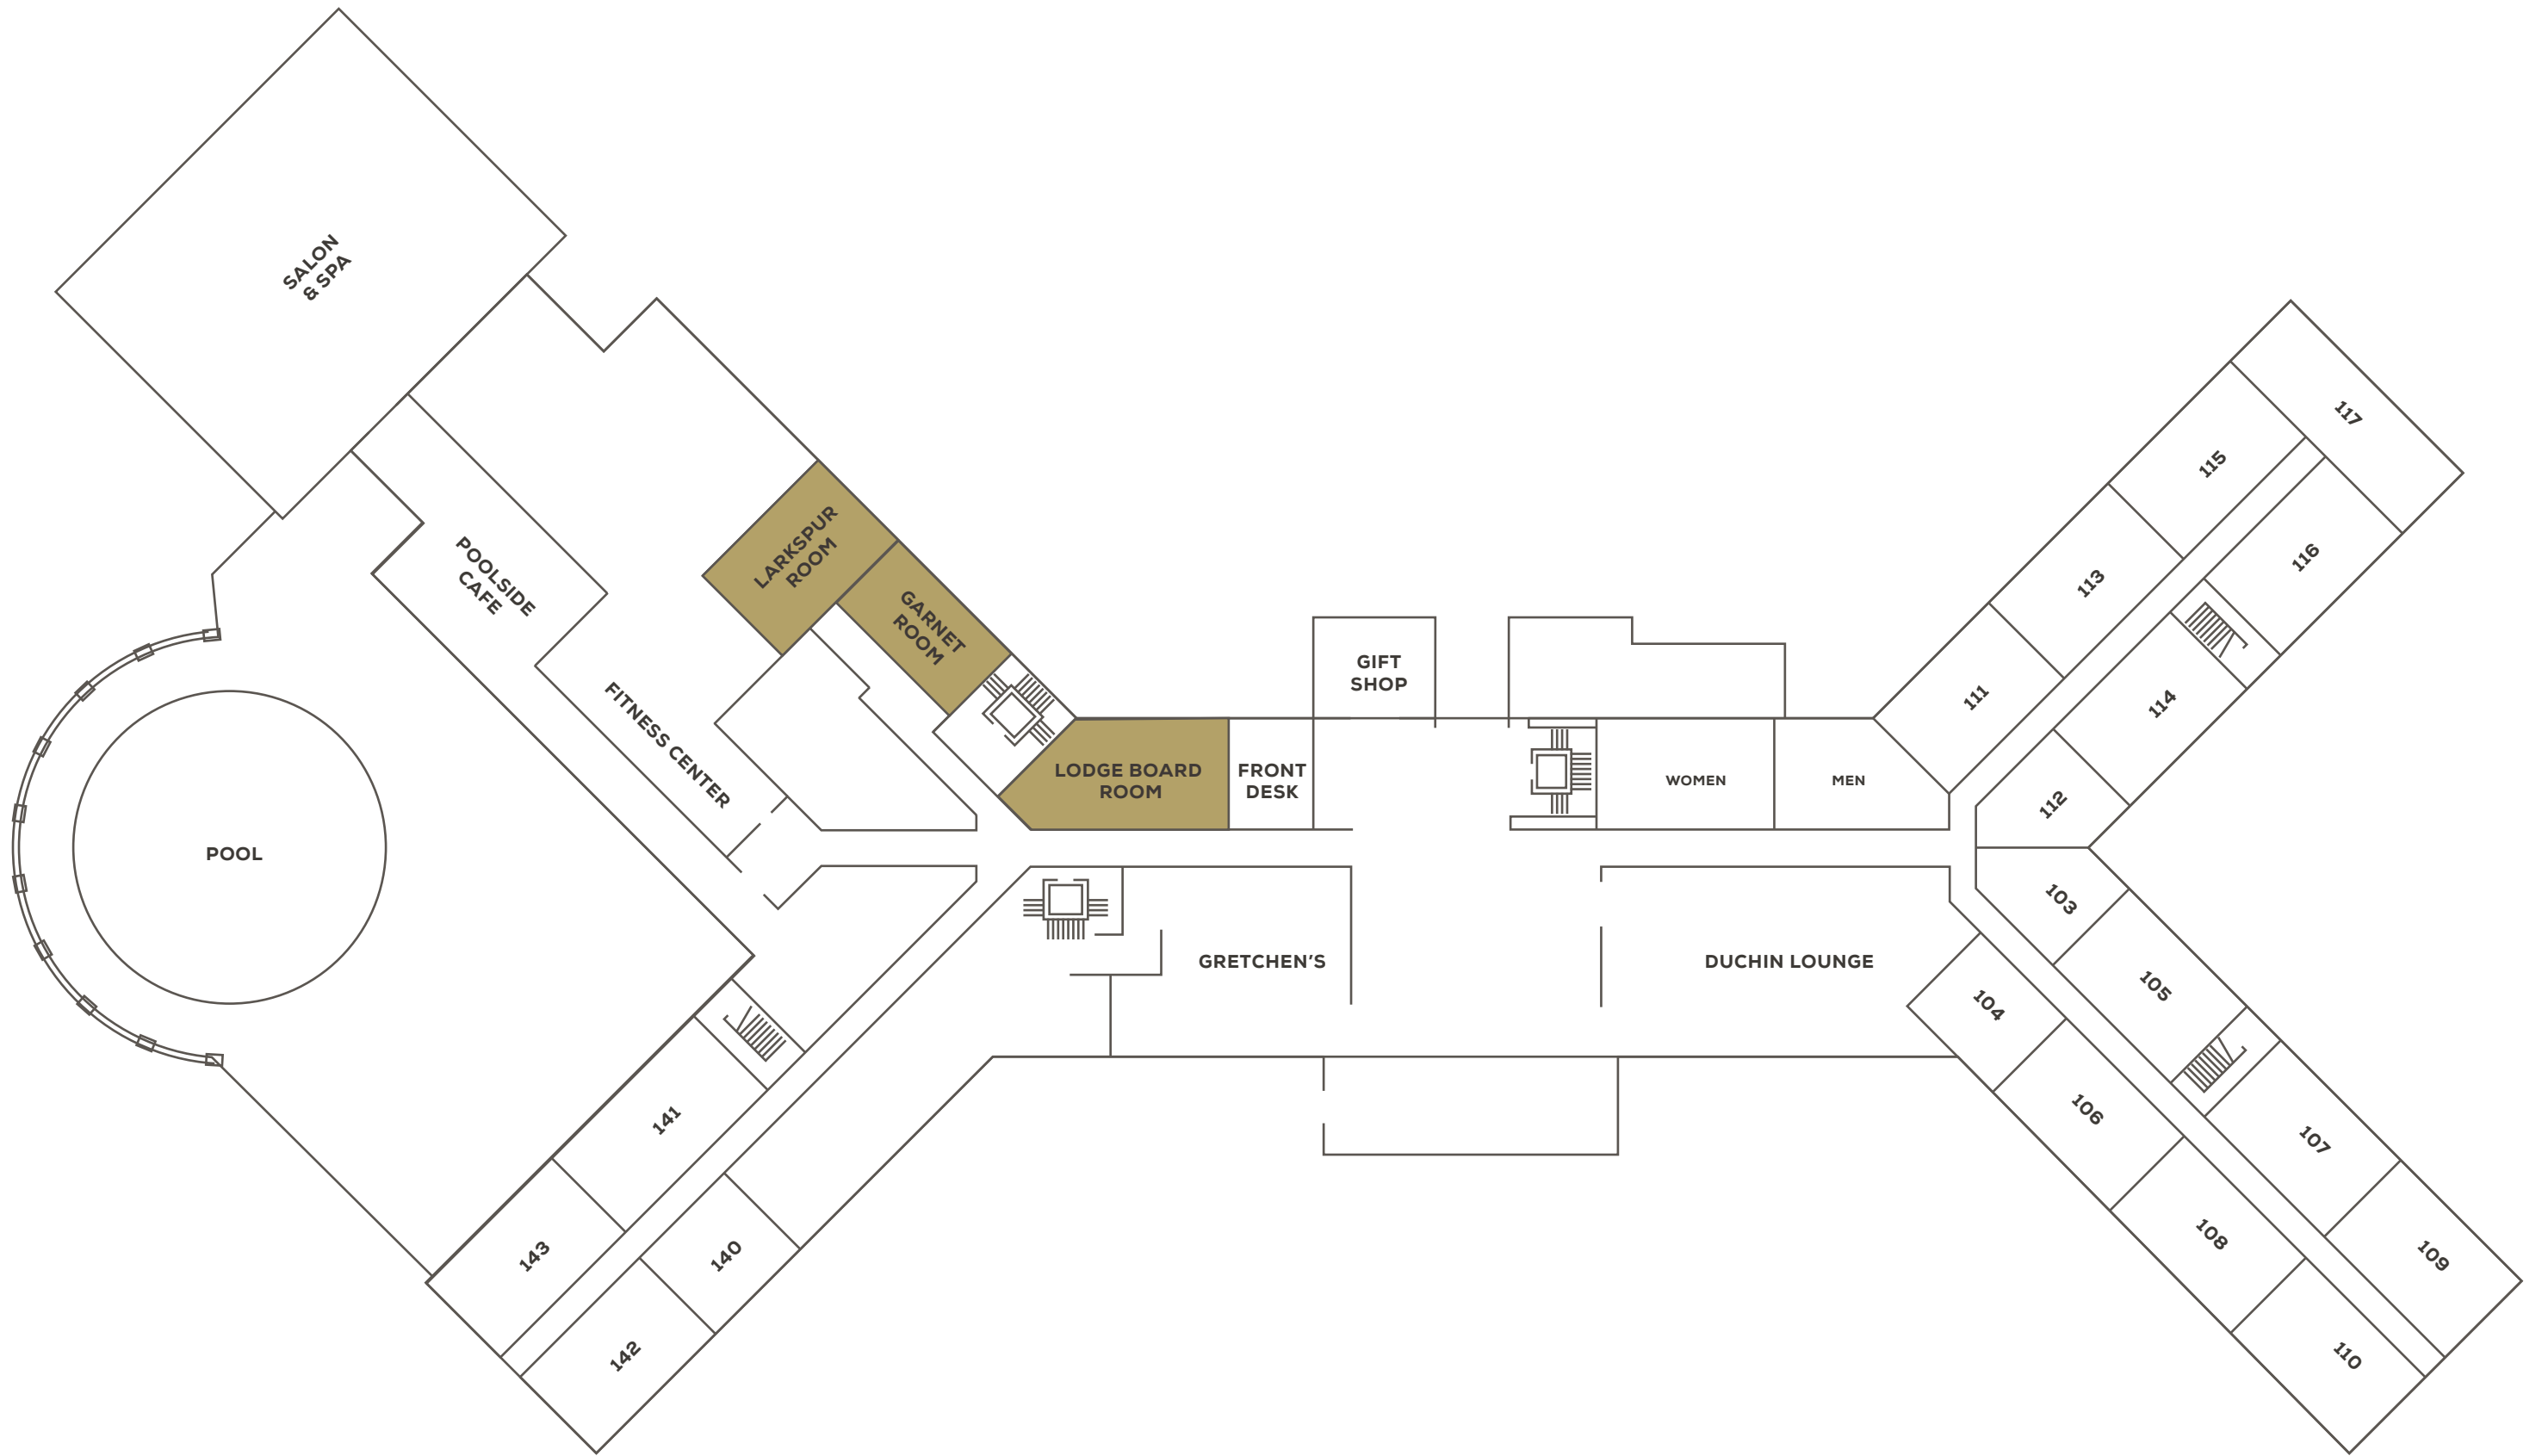 SALON
& SPA
POOLSIDE
CAFE
LARKSPUR
ROOM
GARNET
ROOM
FITNESS CENTER
POOL
LODGE BOARD
ROOM
FRONT
DESK
GIFT
SHOP
WOMEN
MEN
GRETCHEN'S
DUCHIN LOUNGE
117
115
116
113
114
111
112
103
105
104
106
107
108
109
110
141
143
140
142